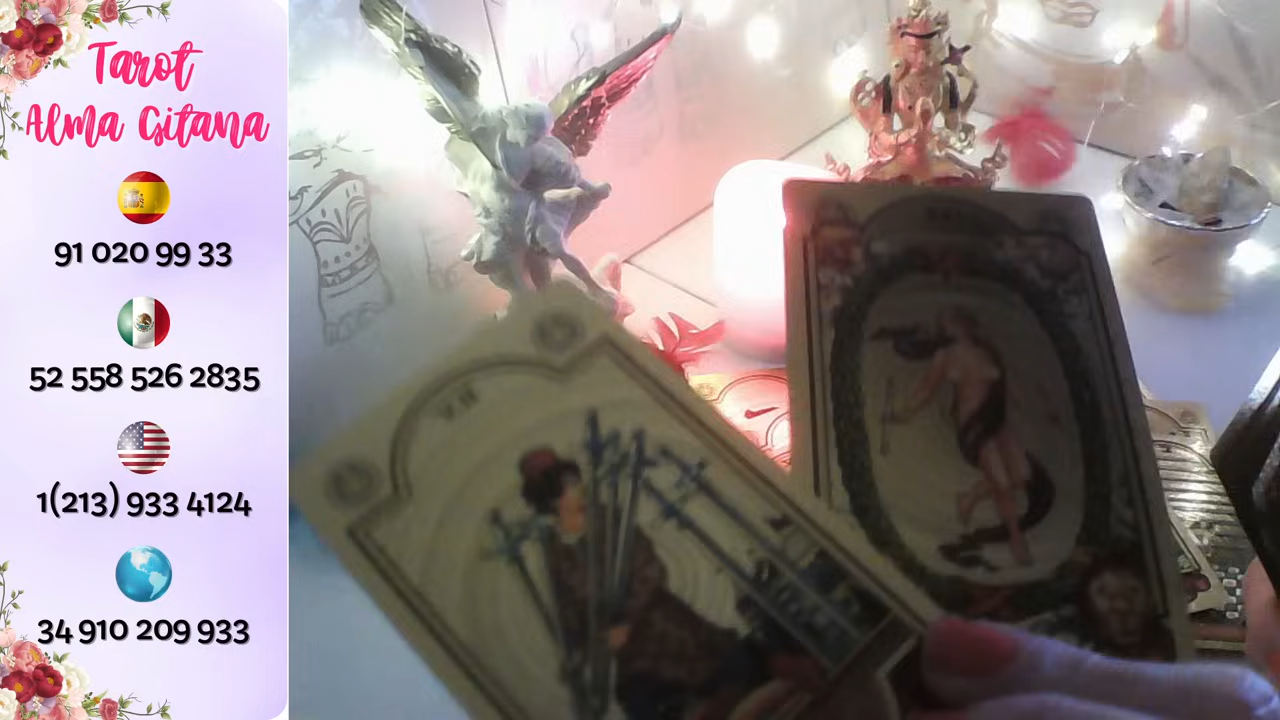 Tarot
Alma Gitana
91 020 99 33
52 558 526 2835
1(213) 933 4124
34 910 209 933